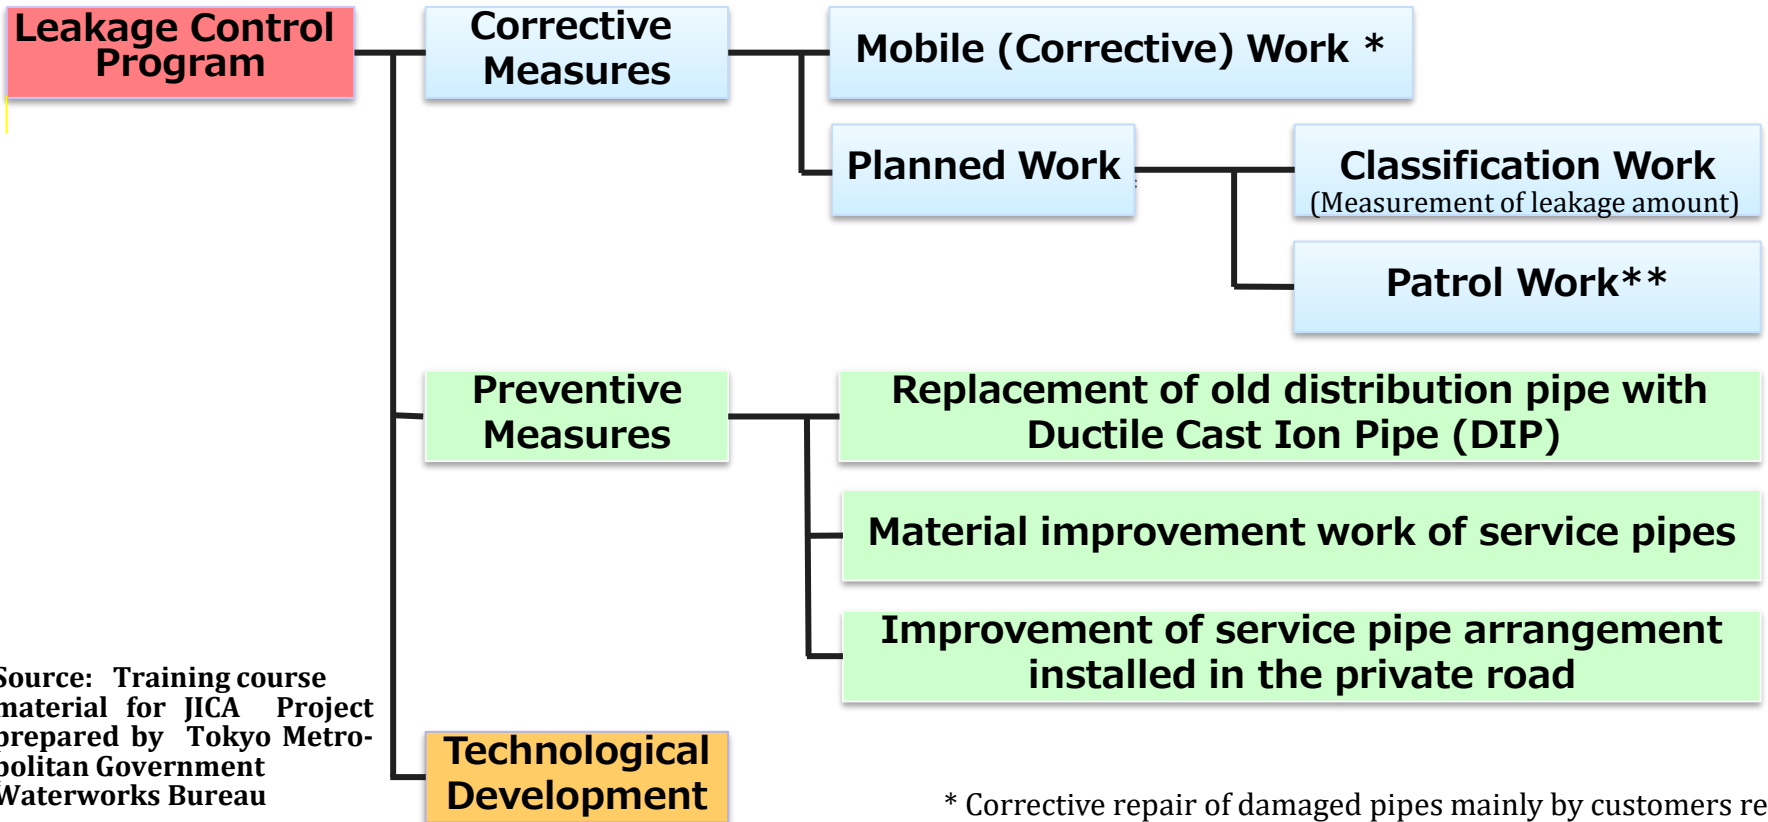 Leakage Control
Program
Corrective
Measures
Mobile (Corrective) Work *
Planned Work
Classification Work
(Measurement of leakage amount)
Patrol Work**
Preventive
Measures
Replacement of old distribution pipe with
Ductile Cast Ion Pipe (DIP)
Material improvement work of service pipes
Improvement of service pipe arrangement
installed in the private road
Technological
Development
Source: Training course
material for JICA Project
prepared by Tokyo Metro-
politan Government
Waterworks Bureau
* Corrective repair of damaged pipes mainly by customers re